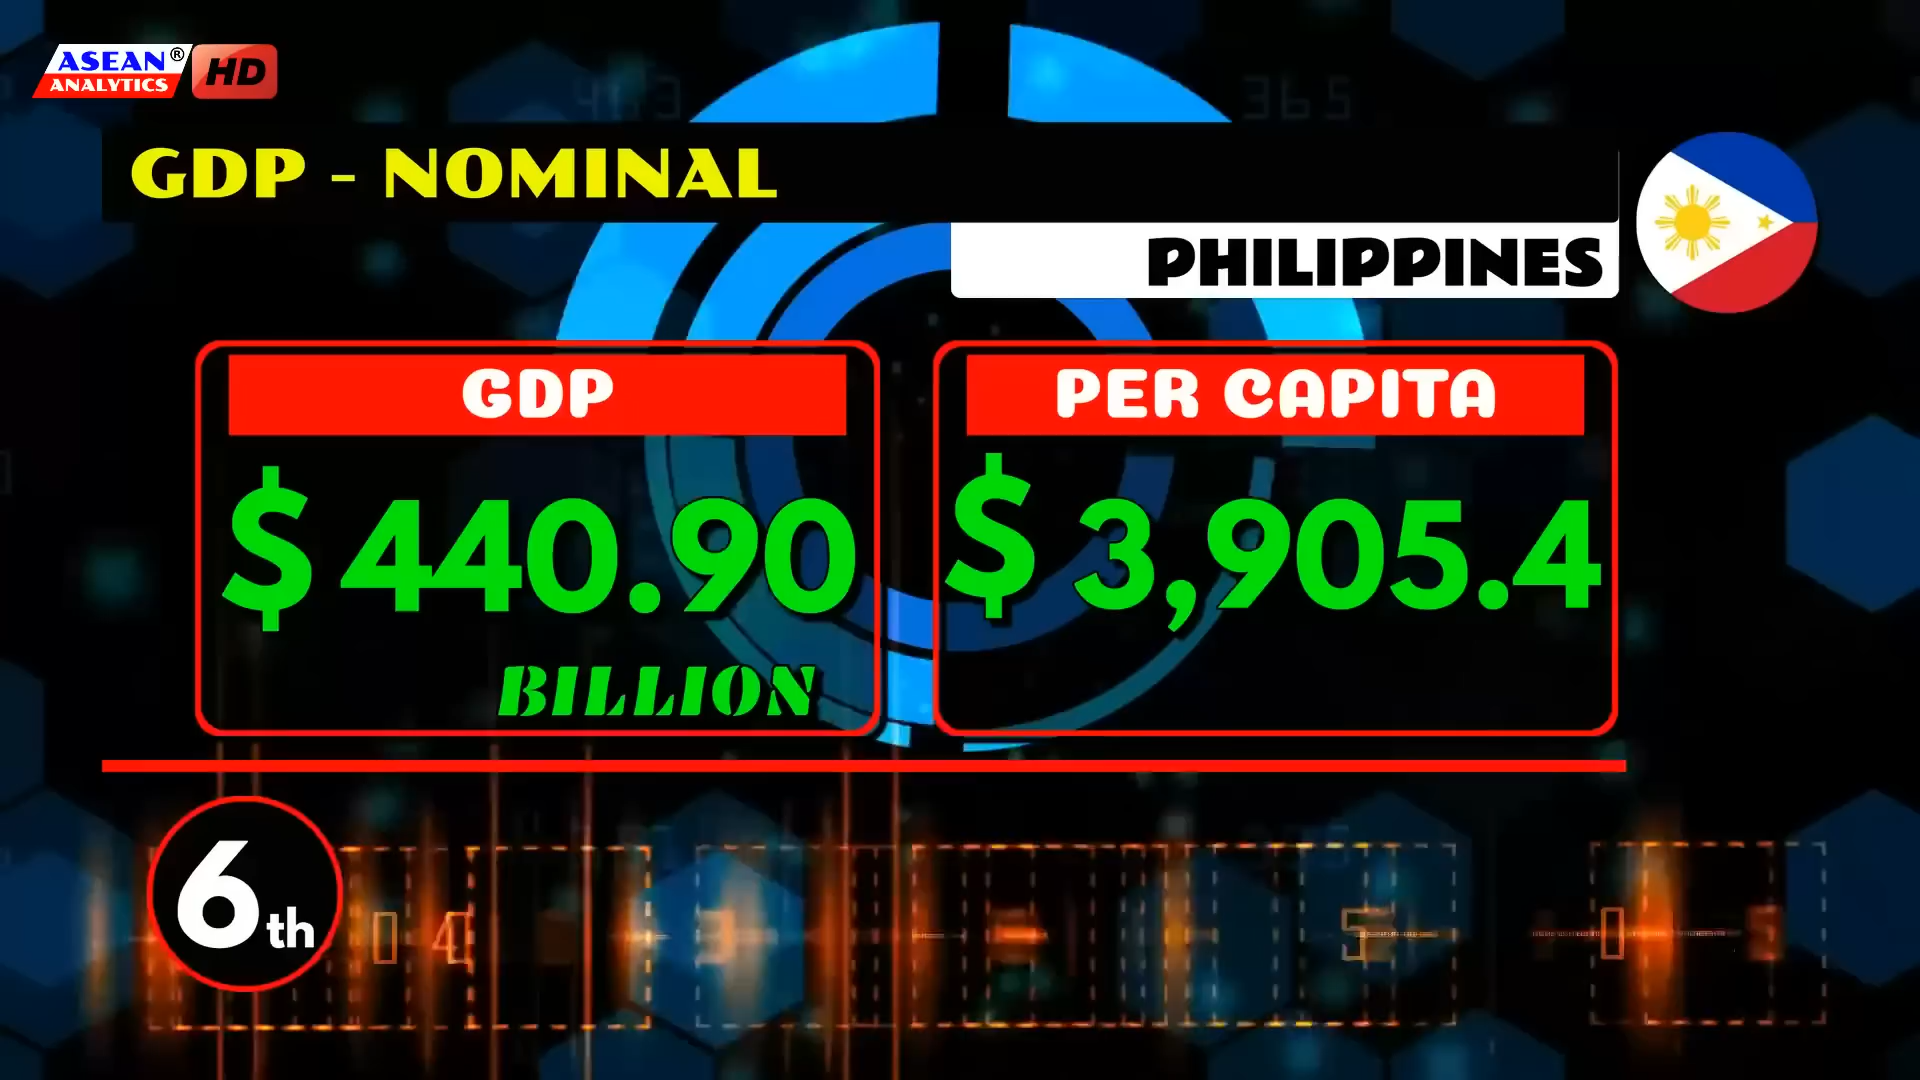 ASEAN®
ANALYTICS
HD
GDP - NOMINAL
PHILIPPINES
GDP
PER CAPITA
$ 440.90
$ 3,905.4
BILLION
6th